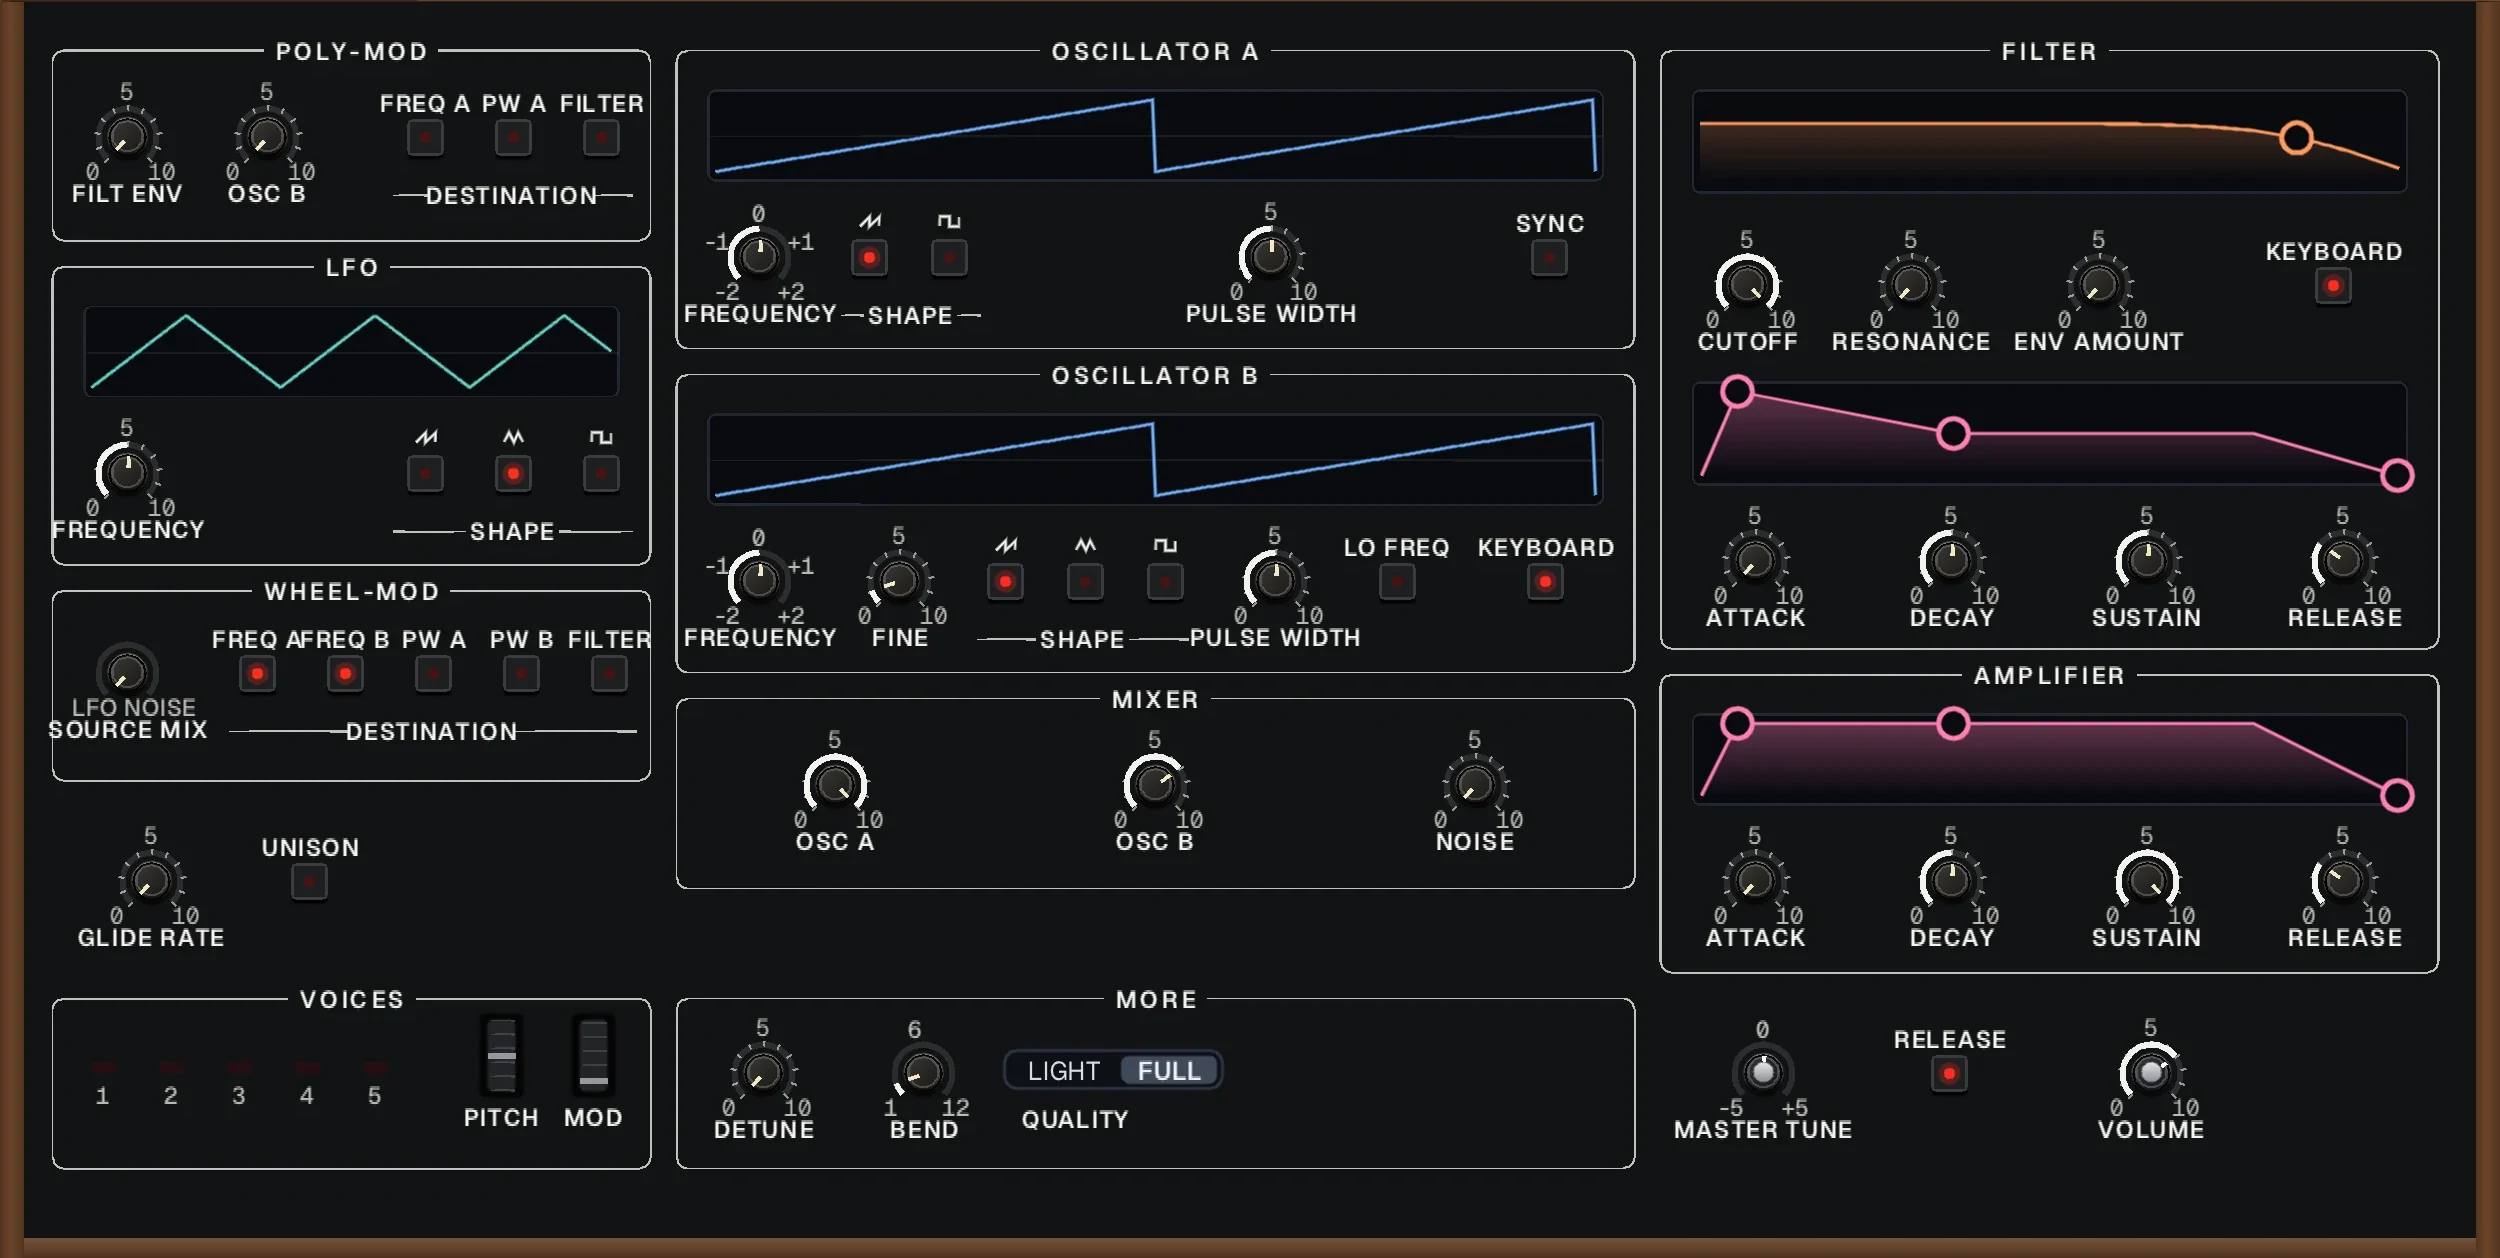 POLY-MOD
5
5
FREQ A PW A FILTER
0 10
0 10
FILT ENV
OSC B
DESTINATION
LFO
5
0 10
FREQUENCY
SHAPE
WHEEL-MOD
FREQ A FREQ B PW A PW B FILTER
LFO NOISE
SOURCE MIX
DESTINATION
5
UNISON
0 10
GLIDE RATE
VOICES
1 2 3 4 5
PITCH MOD
OSCILLATOR A
0
-1 +1
-2 +2
FREQUENCY
SHAPE
5
0 10
PULSE WIDTH
SYNC
OSCILLATOR B
0
-1 +1
-2 +2
FREQUENCY
5
0 10
FINE
SHAPE
5
0 10
PULSE WIDTH
LO FREQ
KEYBOARD
MIXER
5
0 10
OSC A
5
0 10
OSC B
5
0 10
NOISE
MORE
5
0 10
DETUNE
6
1 12
BEND
LIGHT FULL
QUALITY
FILTER
5
0 10
CUTOFF
5
0 10
RESONANCE
5
0 10
ENV AMOUNT
KEYBOARD
5
0 10
ATTACK
5
0 10
DECAY
5
0 10
SUSTAIN
5
0 10
RELEASE
AMPLIFIER
5
0 10
ATTACK
5
0 10
DECAY
5
0 10
SUSTAIN
5
0 10
RELEASE
0
-5 +5
MASTER TUNE
RELEASE
5
0 10
VOLUME